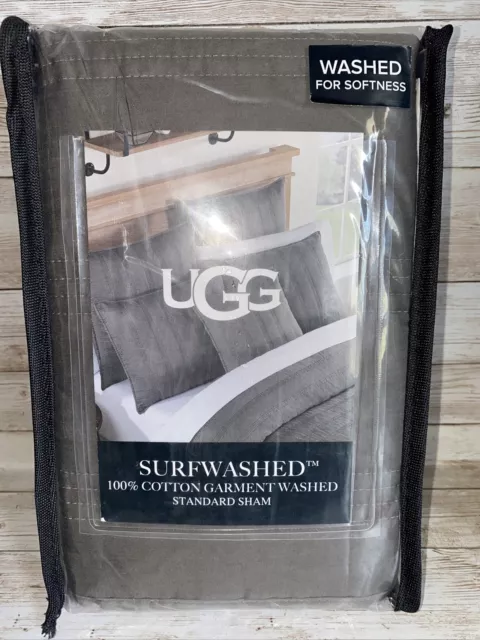 WASHED
FOR SOFTNESS
UGG
SURFWASHED™
100% COTTON GARMENT WASHED
STANDARD SHAM